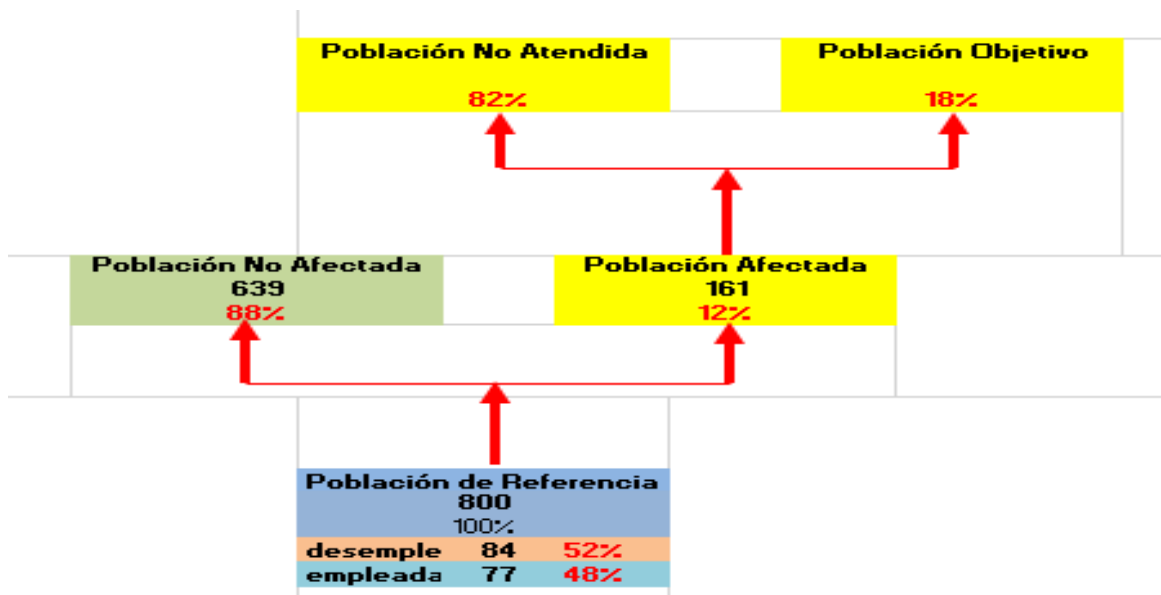 Población No Atendida
82%
Población Objetivo
18%
Población No Afectada
639
88%
Población Afectada
161
12%
Población de Referencia
800
100%
desemple 84 52%
empleada 77 48%